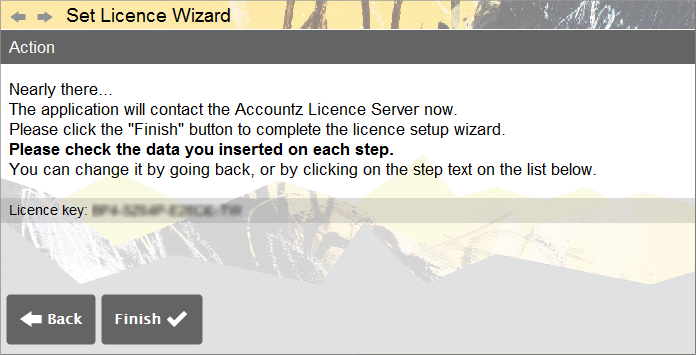 Set Licence Wizard
Action
Nearly there...
The application will contact the Accountz Licence Server now.
Please click the "Finish" button to complete the licence setup wizard.
Please check the data you inserted on each step.
You can change it by going back, or by clicking on the step text on the list below.
Licence key:
Back
Finish